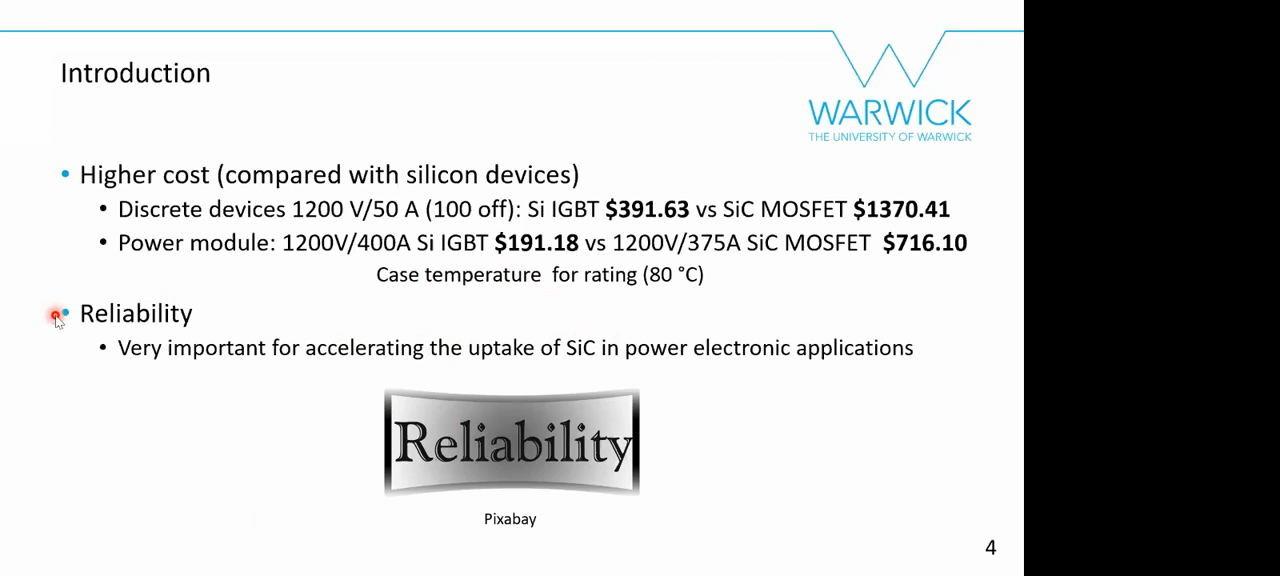 Introduction
WARWICK
THE UNIVERSITY OF WARWICK
• Higher cost (compared with silicon devices)
• Discrete devices 1200 V/50 A (100 off): Si IGBT $391.63 vs SiC MOSFET $1370.41
• Power module: 1200V/400A Si IGBT $191.18 vs 1200V/375A SiC MOSFET $716.10
Case temperature for rating (80 °C)
• Reliability
• Very important for accelerating the uptake of SiC in power electronic applications
Reliability
Pixabay
4